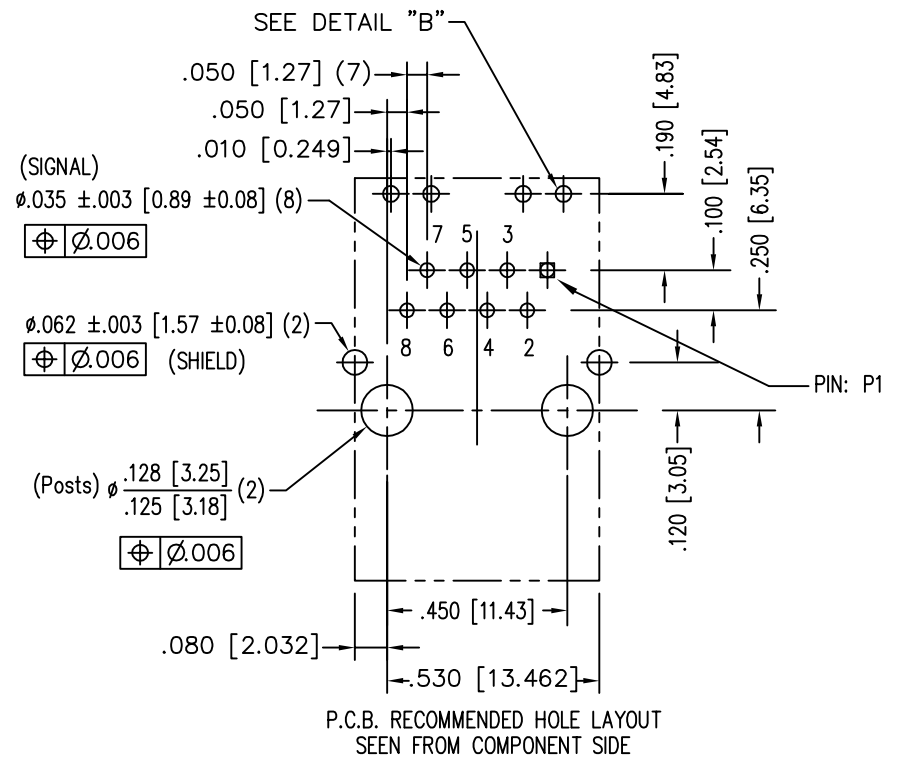 SEE DETAIL "B"
.050 [1.27] (7)
.050 [1.27]
.010 [0.249]
(SIGNAL)
ø.035 ±.003 [0.89 ±0.08] (8)
⌖ Ø.006
.190 [4.83]
.100 [2.54]
.250 [6.35]
7 5 3
8 6 4 2
ø.062 ±.003 [1.57 ±0.08] (2)
⌖ Ø.006 (SHIELD)
PIN: P1
(Posts) ø .128 [3.25] (2)
.125 [3.18]
⌖ Ø.006
.120 [3.05]
.450 [11.43]
.080 [2.032]
.530 [13.462]
P.C.B. RECOMMENDED HOLE LAYOUT
SEEN FROM COMPONENT SIDE